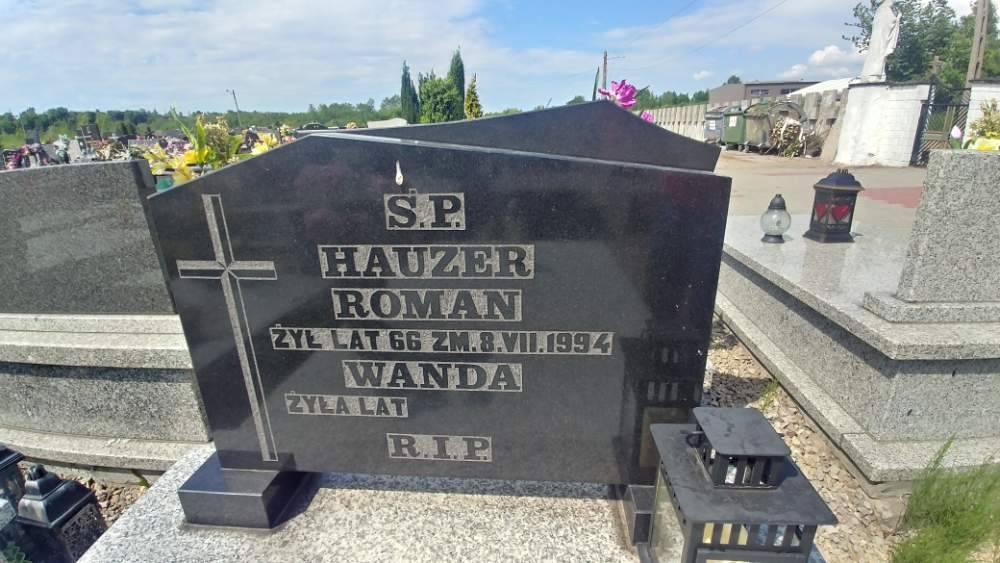 Ś.P.
HAUZER
ROMAN
ŻYŁ LAT 66 ZM. 8.VII.1994
WANDA
ŻYŁA LAT
R.I.P.